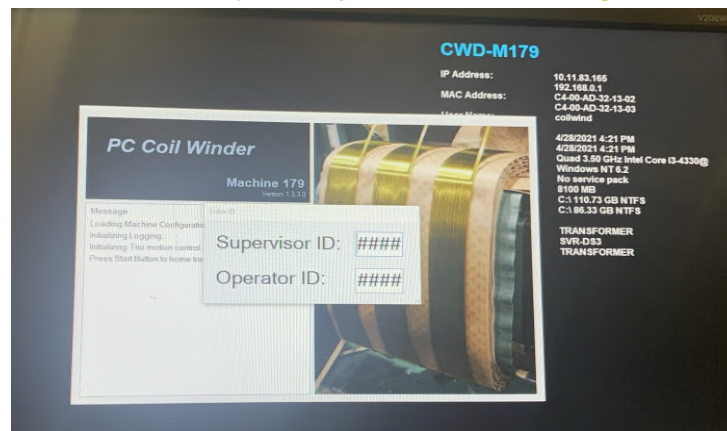 V206W
CWD-M179
IP Address:
10.11.83.165
192.168.0.1
MAC Address:
C4-00-AD-32-13-02
C4-00-AD-32-13-03
coilwind
4/28/2021 4:21 PM
4/28/2021 4:21 PM
Quad 3.50 GHz Intel Core i3-4330@
Windows NT 6.2
No service pack
8100 MB
C:\ 110.73 GB NTFS
C:\ 86.33 GB NTFS
TRANSFORMER
SVR-DS3
TRANSFORMER
PC Coil Winder
Machine 179
Version 1.3.3.0
Message
Loading Machine Configuratio
Initializing Logging..
Initializing Trio motion control
Press Start Button to home tra
Enter ID
Supervisor ID: ####
Operator ID: ####